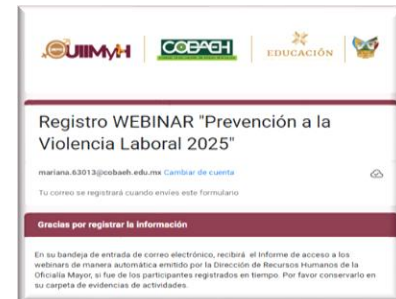 UIIMyH
COBAEH
EDUCACIÓN
Registro WEBINAR "Prevención a la
Violencia Laboral 2025"
mariana.63013@cobaeh.edu.mx Cambiar de cuenta
Tu correo se registrará cuando envíes este formulario
Gracias por registrar la información
En su bandeja de entrada de correo electrónico, recibirá el Informe de acceso a los
webinars de manera automática emitido por la Dirección de Recursos Humanos de la
Oficialía Mayor, si fue de los participantes registrados en tiempo. Por favor conservarlo en
su carpeta de evidencias de actividades.